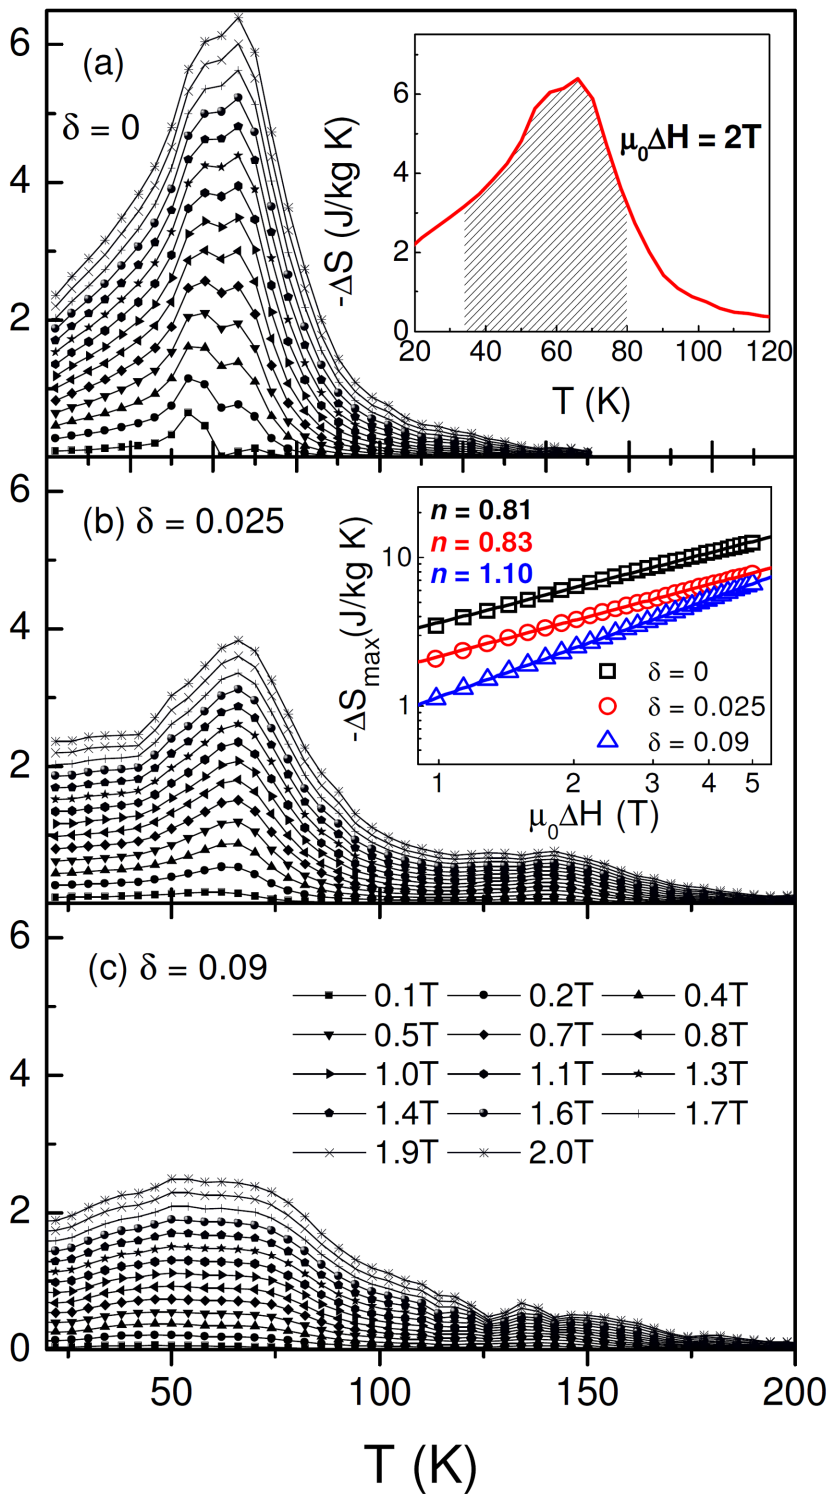 (a)
δ = 0
6
4
2
-ΔS (J/kg K)
6
4
2
0
μ₀ΔH = 2T
20 40 60 80 100 120
T (K)
(b) δ = 0.025
6
4
2
-ΔSmax(J/kg K)
10
1
n = 0.81
n = 0.83
n = 1.10
δ = 0
δ = 0.025
δ = 0.09
1 2 3 4 5
μ₀ΔH (T)
(c) δ = 0.09
6
4
2
0
0.1T 0.2T 0.4T
0.5T 0.7T 0.8T
1.0T 1.1T 1.3T
1.4T 1.6T 1.7T
1.9T 2.0T
50 100 150 200
T (K)